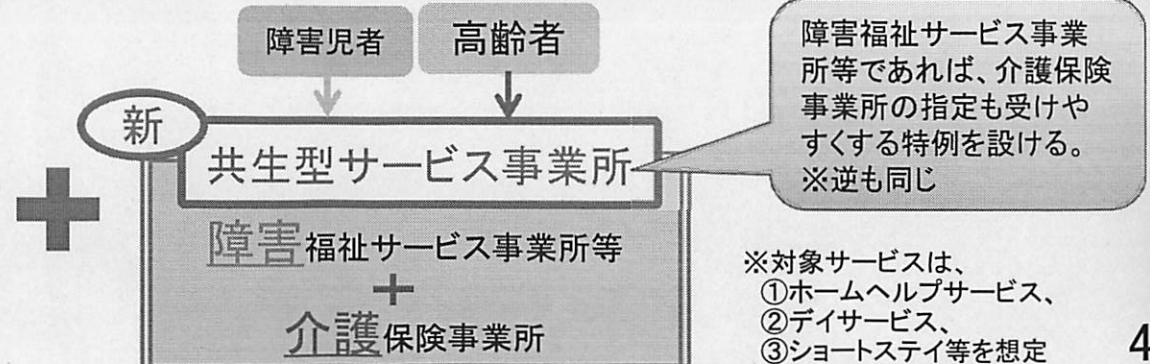 障害児者
高齢者
新
共生型サービス事業所
障害福祉サービス事業所等
+
介護保険事業所
+
障害福祉サービス事業
所等であれば、介護保険
事業所の指定も受けや
すくする特例を設ける。
※逆も同じ
※対象サービスは、
①ホームヘルプサービス、
②デイサービス、
③ショートステイ等を想定
4